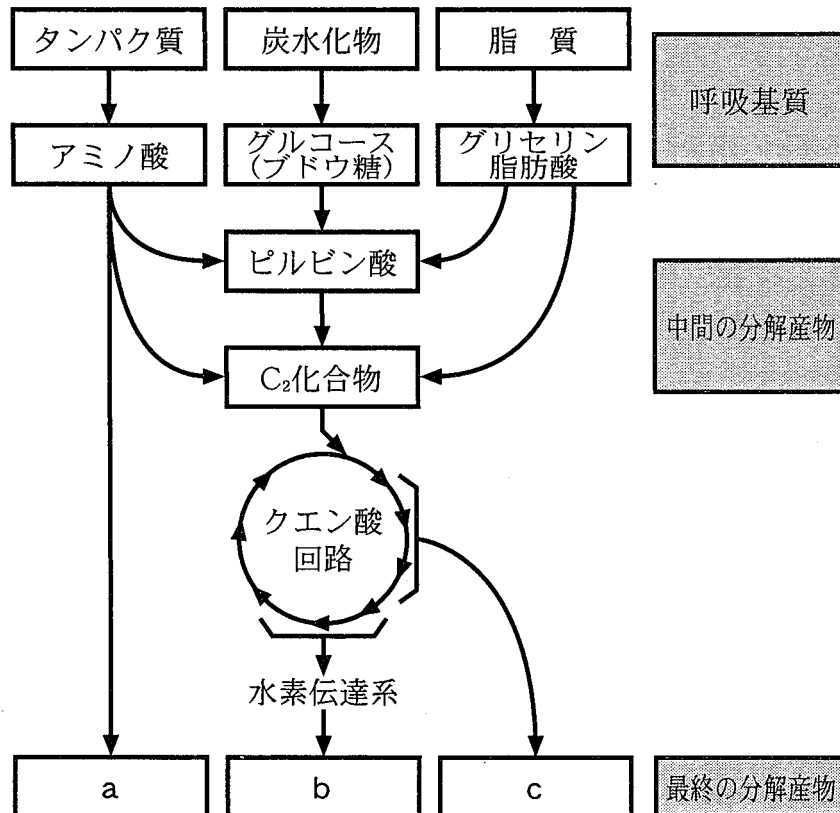 タンパク質
炭水化物
脂 質
呼吸基質
アミノ酸
グルコース
(ブドウ糖)
グリセリン
脂肪酸
ピルビン酸
中間の分解産物
C₂化合物
クエン酸
回路
水素伝達系
a
b
c
最終の分解産物